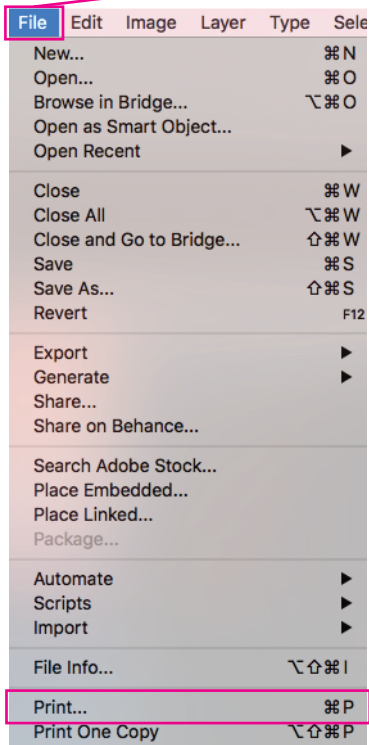 File Edit Image Layer Type Sele
New... ⌘N
Open... ⌘O
Browse in Bridge... ⌥⌘O
Open as Smart Object...
Open Recent ▶
Close ⌘W
Close All ⌥⌘W
Close and Go to Bridge... ⇧⌘W
Save ⌘S
Save As... ⇧⌘S
Revert F12
Export ▶
Generate ▶
Share...
Share on Behance...
Search Adobe Stock...
Place Embedded...
Place Linked...
Package...
Automate ▶
Scripts ▶
Import ▶
File Info... ⌥⇧⌘I
Print... ⌘P
Print One Copy ⌥⇧⌘P